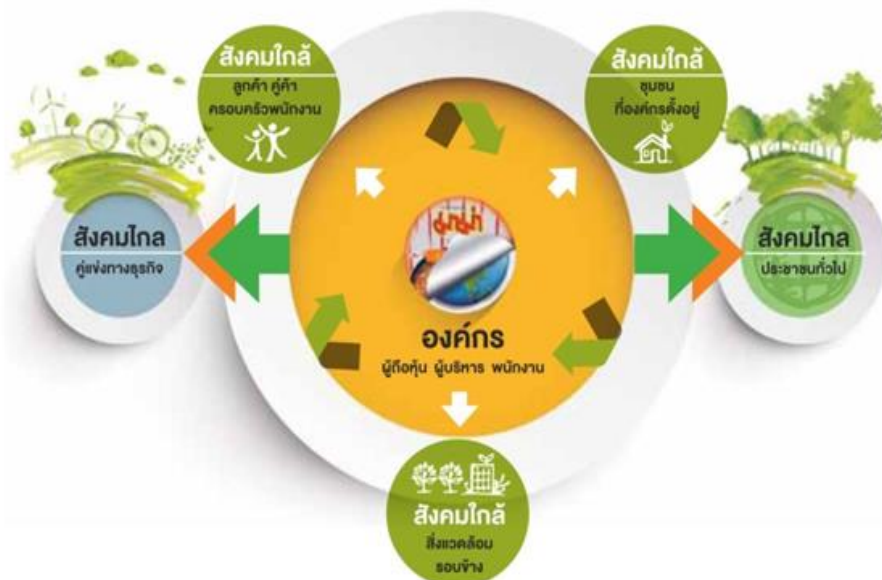 สังคมใกล้
ลูกค้า คู่ค้า
ครอบครัวพนักงาน
สังคมใกล้
ชุมชน
ที่องค์กรตั้งอยู่
สังคมไกล
คู่แข่งทางธุรกิจ
มาม่า
สังคมไกล
ประชาชนทั่วไป
องค์กร
ผู้ถือหุ้น ผู้บริหาร พนักงาน
สังคมใกล้
สิ่งแวดล้อม
รอบข้าง